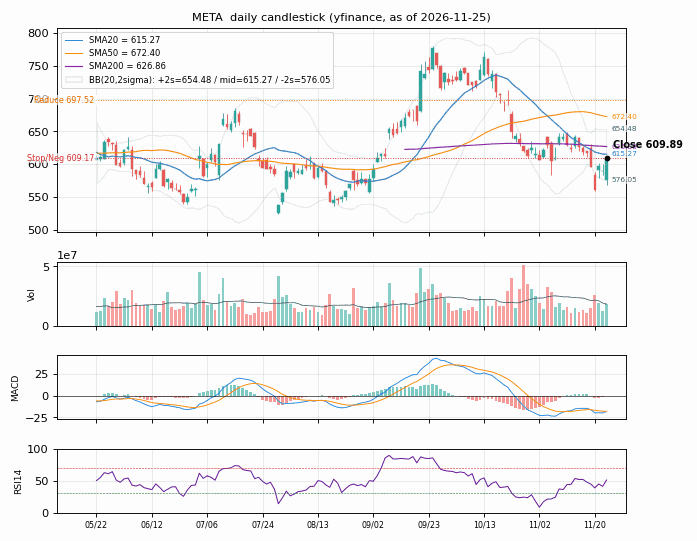 META daily candlestick (yfinance, as of 2026-11-25)
SMA20 = 615.27
SMA50 = 672.40
SMA200 = 626.86
BB(20,2sigma): +2s=654.48 / mid=615.27 / -2s=576.05
800
750
650
600
550
500
Reduce 697.52
Stop/Neg 609.17
672.40
654.48
Close 609.89
615.27
576.05
1e7
5
0
Vol
25
0
−25
MACD
100
50
0
RSI14
05/22
06/12
07/06
07/24
08/13
09/02
09/23
10/13
11/02
11/20